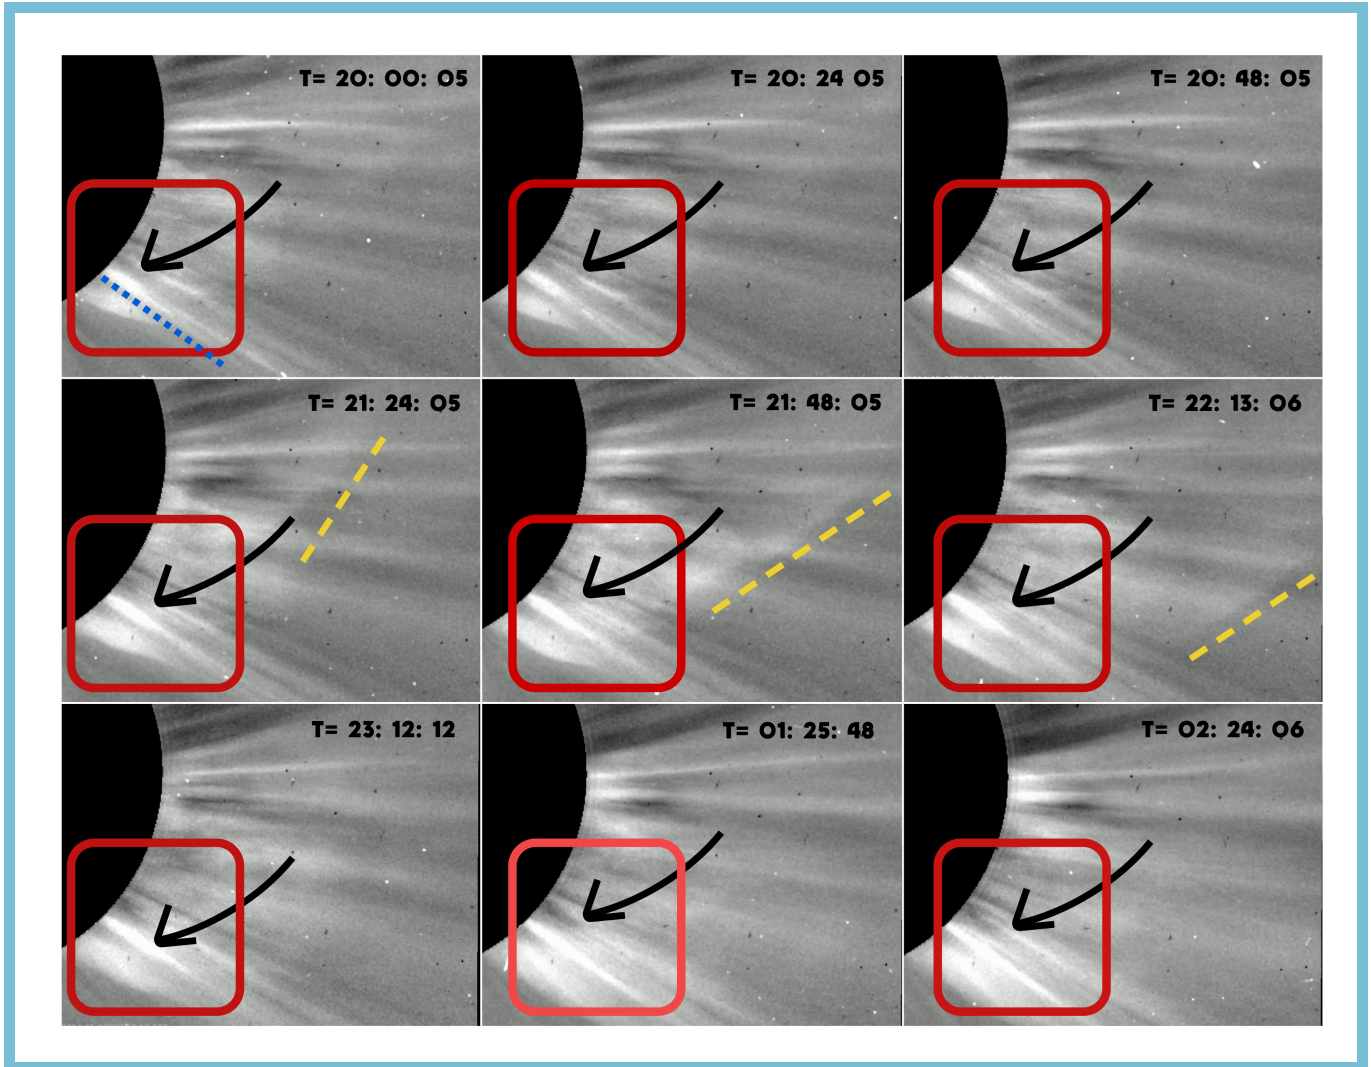 T= 20: 00: 05
T= 20: 24 05
T= 20: 48: 05
T= 21: 24: 05
T= 21: 48: 05
T= 22: 13: 06
T= 23: 12: 12
T= 01: 25: 48
T= 02: 24: 06